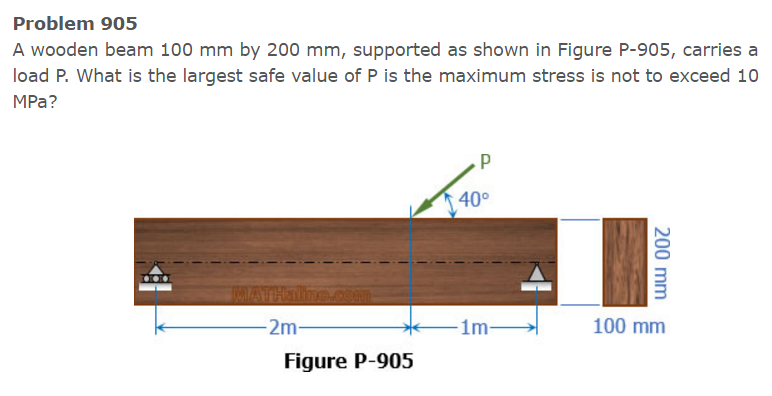 Problem 905
A wooden beam 100 mm by 200 mm, supported as shown in Figure P-905, carries a
load P. What is the largest safe value of P is the maximum stress is not to exceed 10
MPa?
P
40°
200 mm
MATHalino.com
2m
1m
100 mm
Figure P-905